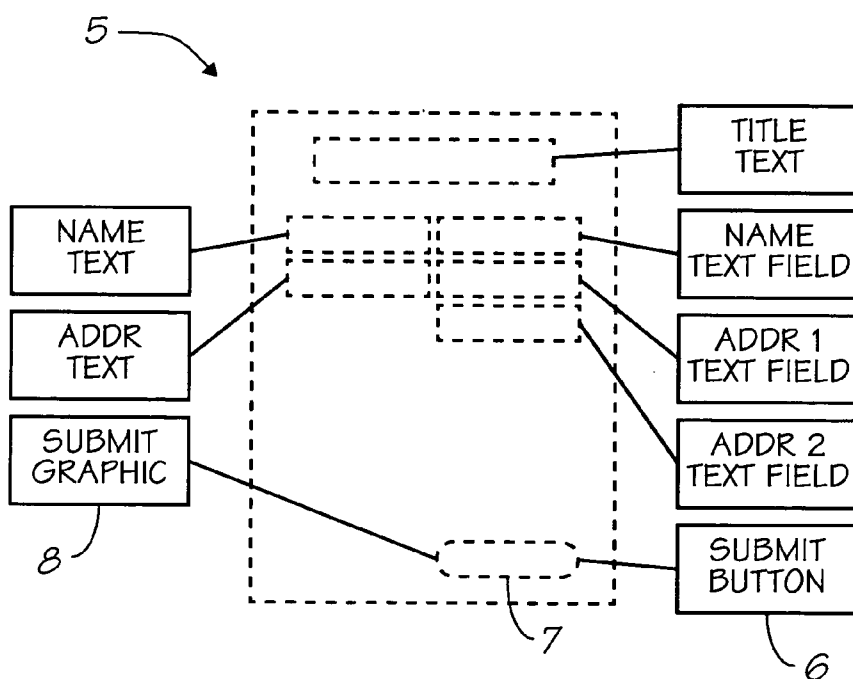 5
TITLE
TEXT
NAME
TEXT
NAME
TEXT FIELD
ADDR
TEXT
ADDR 1
TEXT FIELD
SUBMIT
GRAPHIC
ADDR 2
TEXT FIELD
8
SUBMIT
BUTTON
7
6